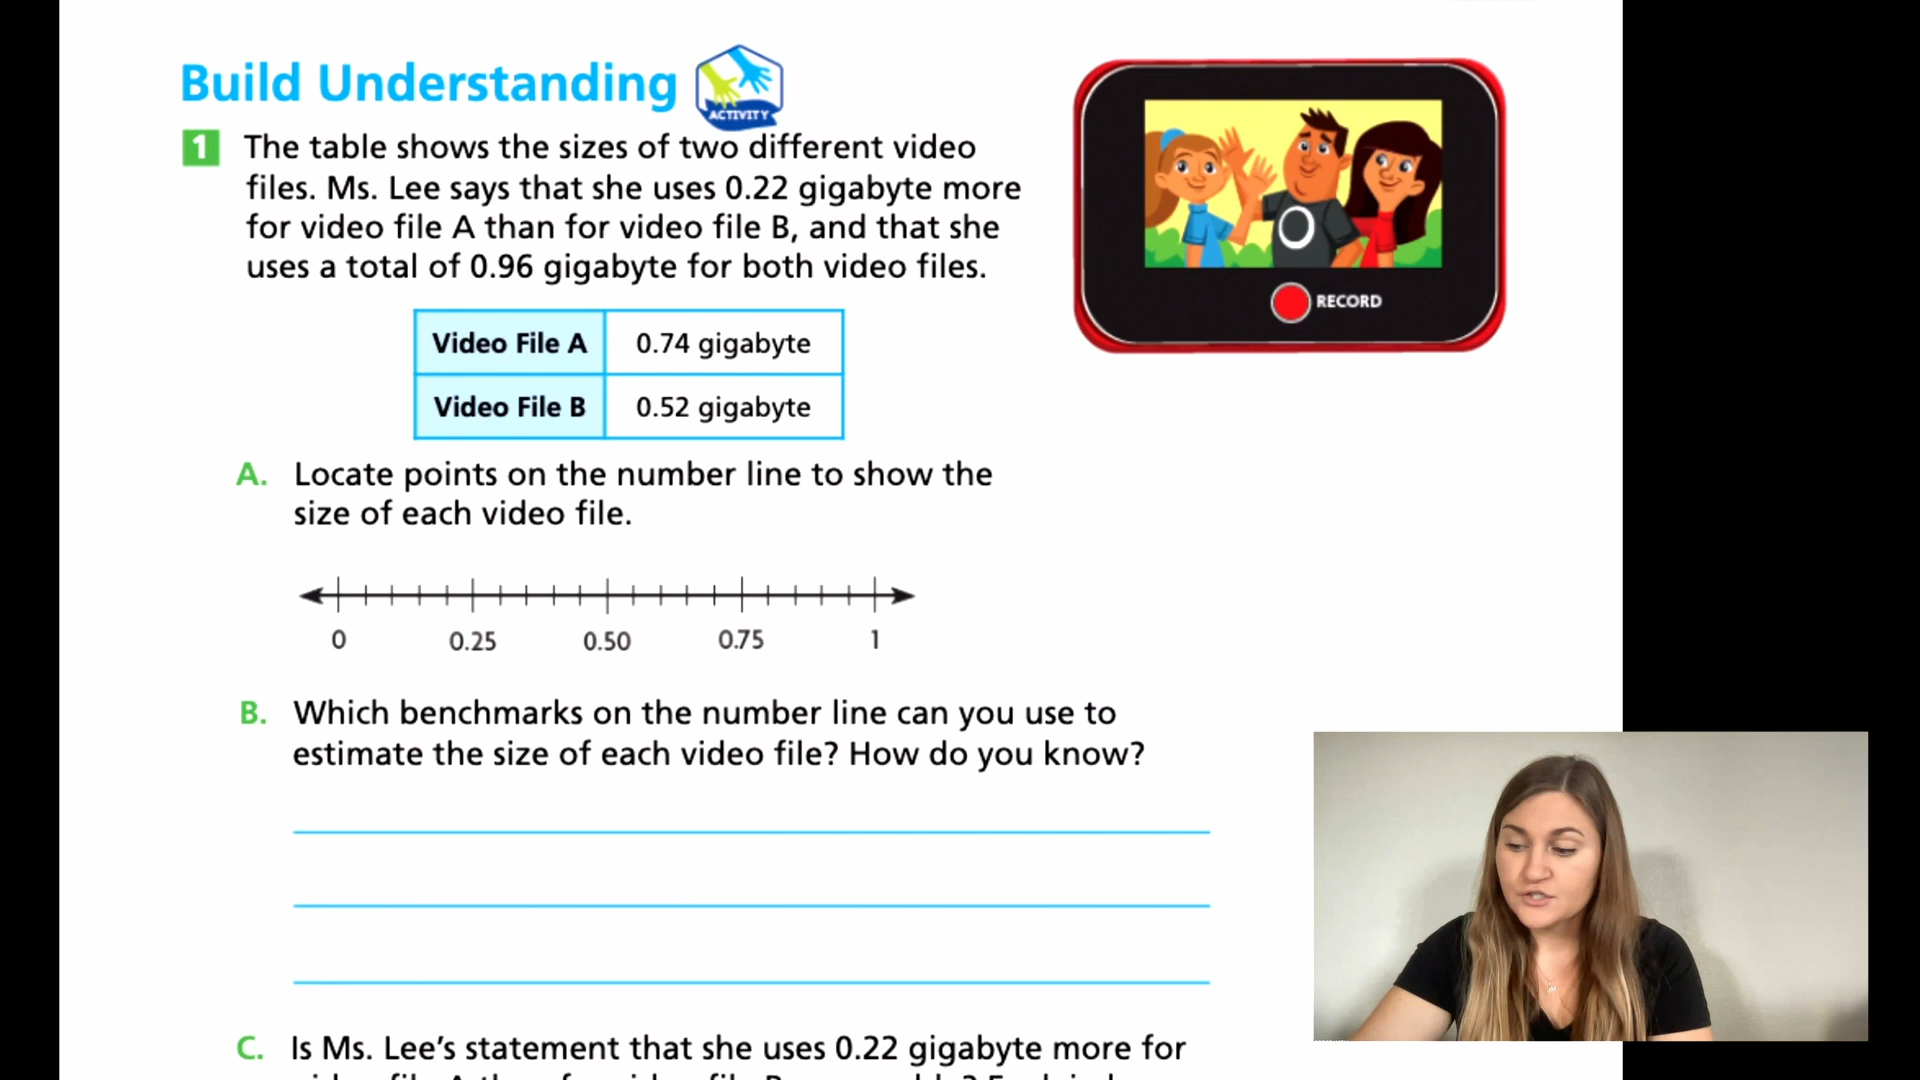 Build Understanding
ACTIVITY
1 The table shows the sizes of two different video
files. Ms. Lee says that she uses 0.22 gigabyte more
for video file A than for video file B, and that she
uses a total of 0.96 gigabyte for both video files.
RECORD
Video File A 0.74 gigabyte
Video File B 0.52 gigabyte
A. Locate points on the number line to show the
size of each video file.
0 0.25 0.50 0.75 1
B. Which benchmarks on the number line can you use to
estimate the size of each video file? How do you know?
C. Is Ms. Lee's statement that she uses 0.22 gigabyte more for